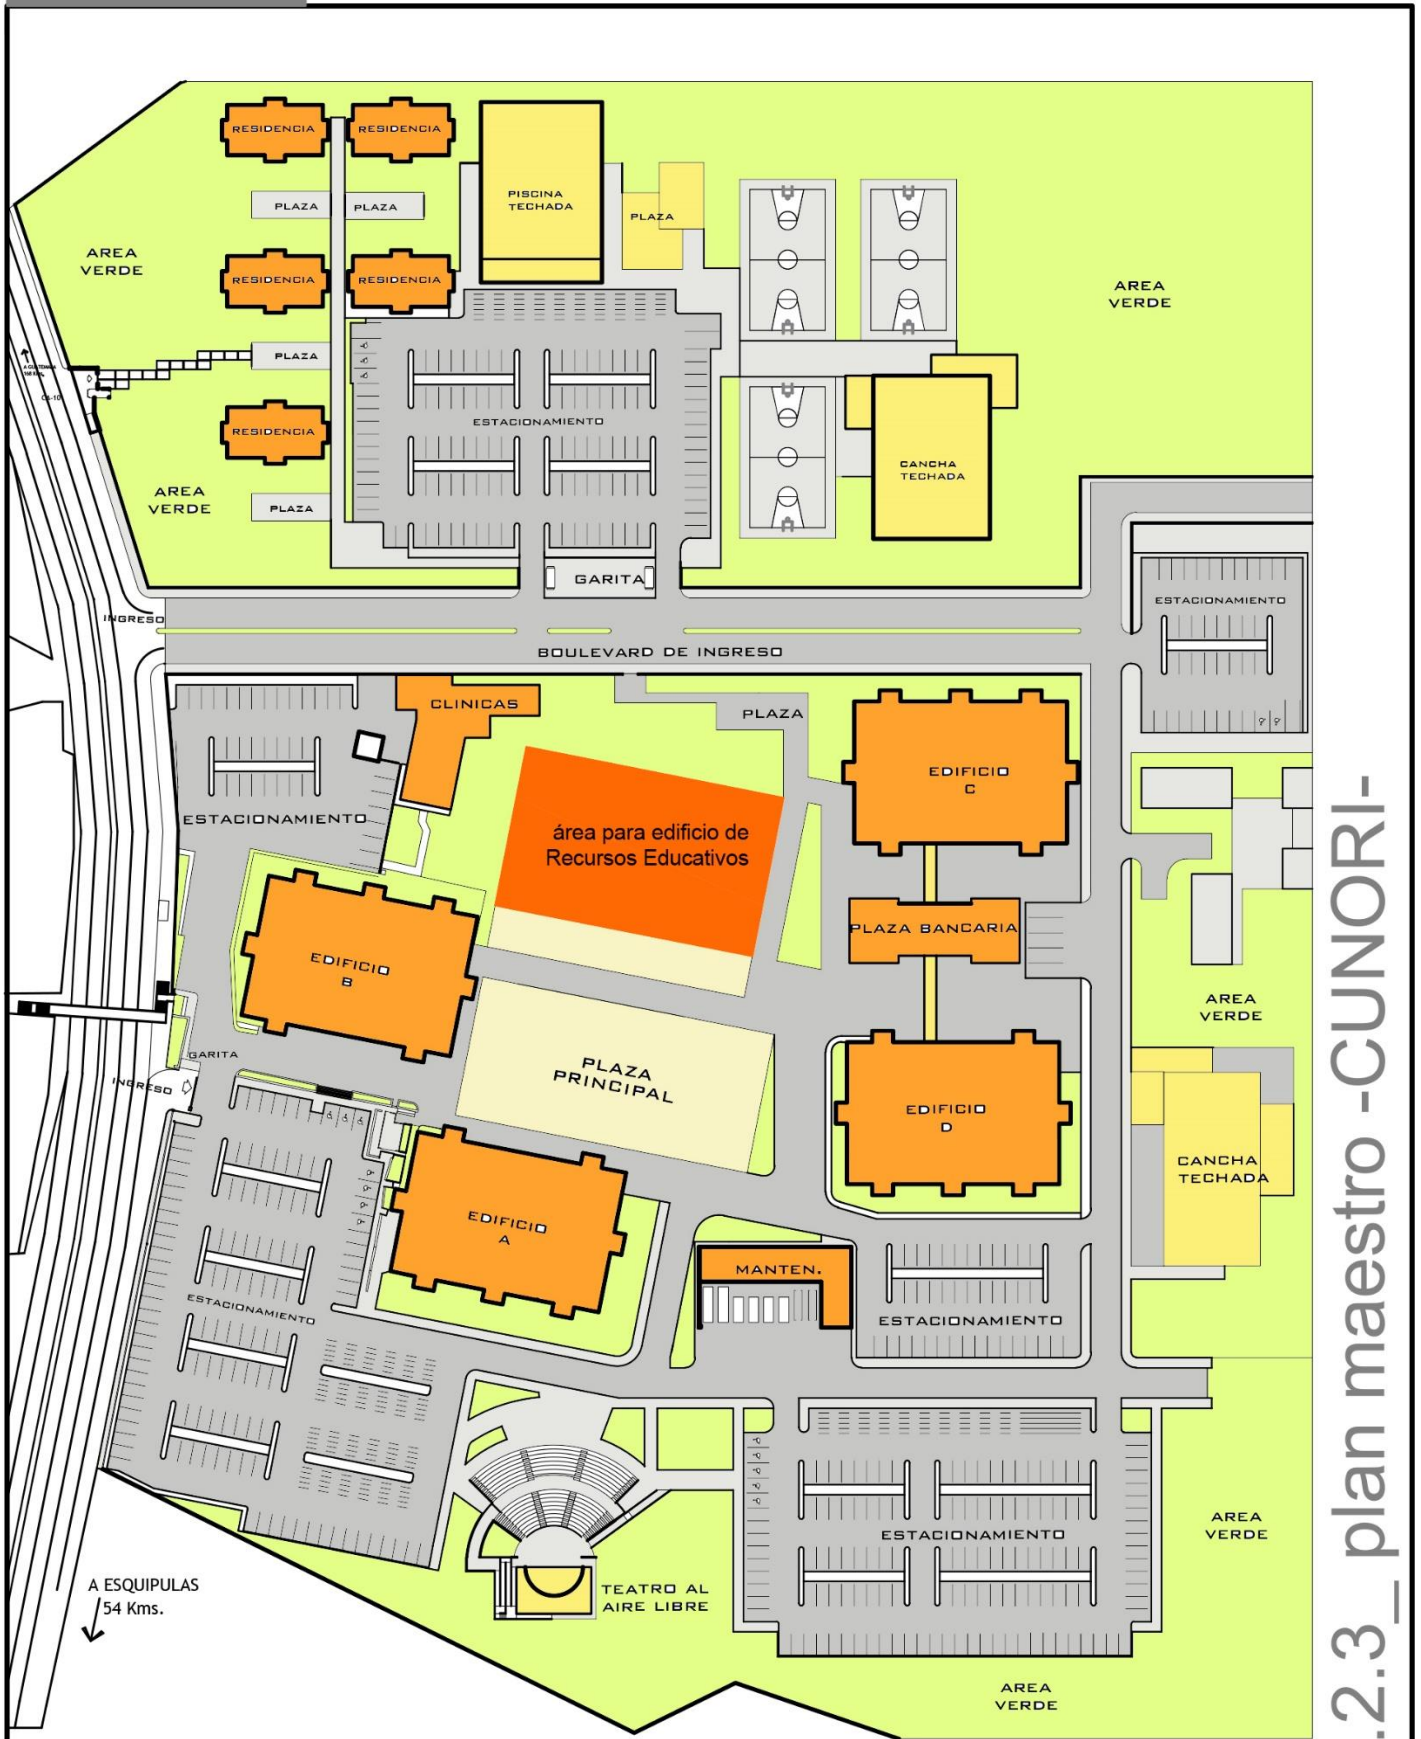 RESIDENCIA
RESIDENCIA
PISCINA
TECHADA
PLAZA
PLAZA
PLAZA
AREA
VERDE
RESIDENCIA
RESIDENCIA
AREA
VERDE
PLAZA
A GUATEMALA
CA-10
ESTACIONAMIENTO
RESIDENCIA
CANCHA
TECHADA
AREA
VERDE
PLAZA
GARITA
ESTACIONAMIENTO
INGRESO
BOULEVARD DE INGRESO
CLINICAS
PLAZA
EDIFICIO
C
ESTACIONAMIENTO
área para edificio de
Recursos Educativos
PLAZA BANCARIA
EDIFICIO
B
AREA
VERDE
GARITA
INGRESO
PLAZA
PRINCIPAL
EDIFICIO
D
CANCHA
TECHADA
EDIFICIO
A
MANTEN.
ESTACIONAMIENTO
ESTACIONAMIENTO
ESTACIONAMIENTO
AREA
VERDE
A ESQUIPULAS
54 Kms.
TEATRO AL
AIRE LIBRE
AREA
VERDE
.2.3_ plan maestro -CUNORI-